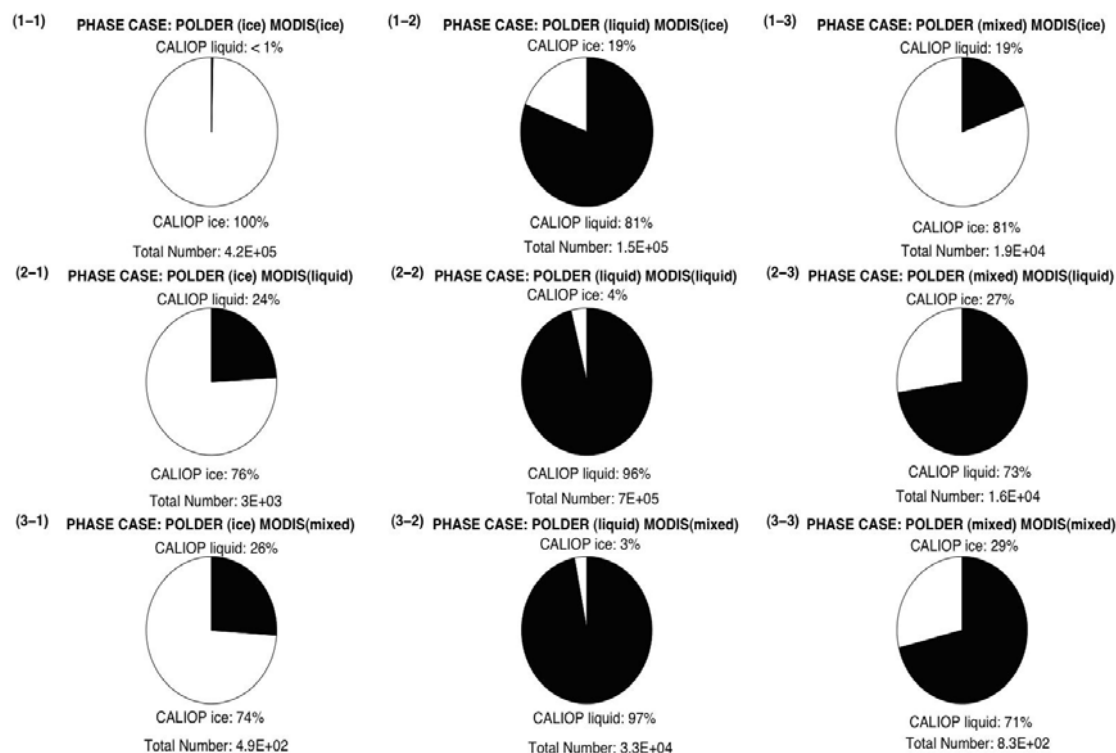 (1–1) PHASE CASE: POLDER (ice) MODIS(ice)
CALIOP liquid: < 1%
CALIOP ice: 100%
Total Number: 4.2E+05
(1–2) PHASE CASE: POLDER (liquid) MODIS(ice)
CALIOP ice: 19%
CALIOP liquid: 81%
Total Number: 1.5E+05
(1–3) PHASE CASE: POLDER (mixed) MODIS(ice)
CALIOP liquid: 19%
CALIOP ice: 81%
Total Number: 1.9E+04
(2–1) PHASE CASE: POLDER (ice) MODIS(liquid)
CALIOP liquid: 24%
CALIOP ice: 76%
Total Number: 3E+03
(2–2) PHASE CASE: POLDER (liquid) MODIS(liquid)
CALIOP ice: 4%
CALIOP liquid: 96%
Total Number: 7E+05
(2–3) PHASE CASE: POLDER (mixed) MODIS(liquid)
CALIOP ice: 27%
CALIOP liquid: 73%
Total Number: 1.6E+04
(3–1) PHASE CASE: POLDER (ice) MODIS(mixed)
CALIOP liquid: 26%
CALIOP ice: 74%
Total Number: 4.9E+02
(3–2) PHASE CASE: POLDER (liquid) MODIS(mixed)
CALIOP ice: 3%
CALIOP liquid: 97%
Total Number: 3.3E+04
(3–3) PHASE CASE: POLDER (mixed) MODIS(mixed)
CALIOP ice: 29%
CALIOP liquid: 71%
Total Number: 8.3E+02